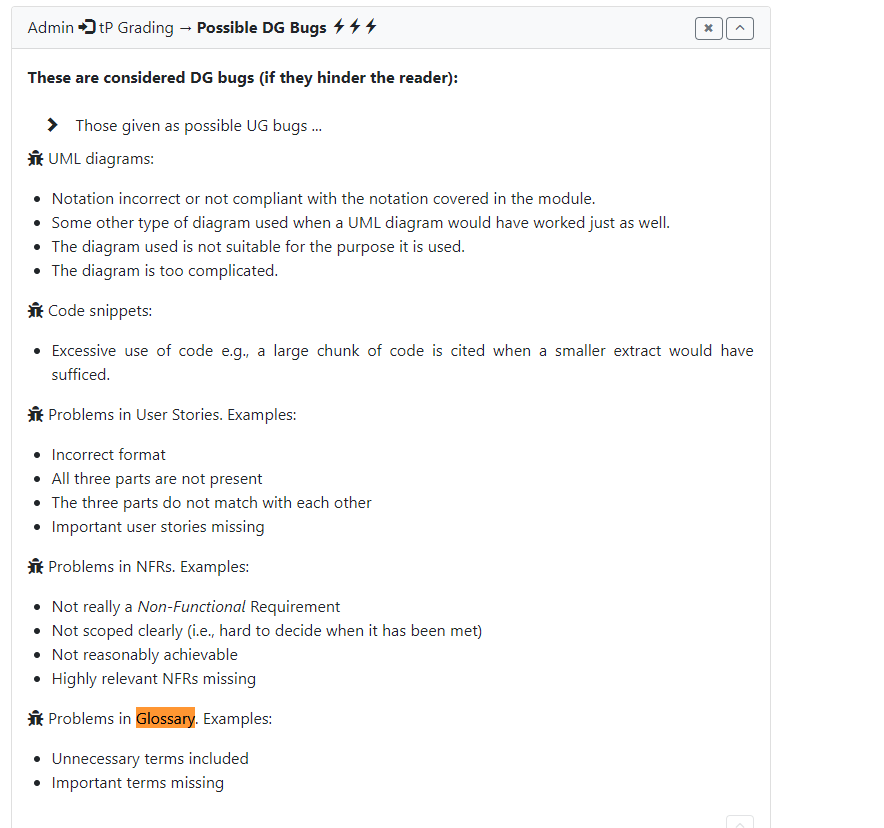 Admin tP Grading → Possible DG Bugs
These are considered DG bugs (if they hinder the reader):
Those given as possible UG bugs ...
UML diagrams:
• Notation incorrect or not compliant with the notation covered in the module.
• Some other type of diagram used when a UML diagram would have worked just as well.
• The diagram used is not suitable for the purpose it is used.
• The diagram is too complicated.
Code snippets:
• Excessive use of code e.g., a large chunk of code is cited when a smaller extract would have
sufficed.
Problems in User Stories. Examples:
• Incorrect format
• All three parts are not present
• The three parts do not match with each other
• Important user stories missing
Problems in NFRs. Examples:
• Not really a Non-Functional Requirement
• Not scoped clearly (i.e., hard to decide when it has been met)
• Not reasonably achievable
• Highly relevant NFRs missing
Problems in Glossary. Examples:
• Unnecessary terms included
• Important terms missing